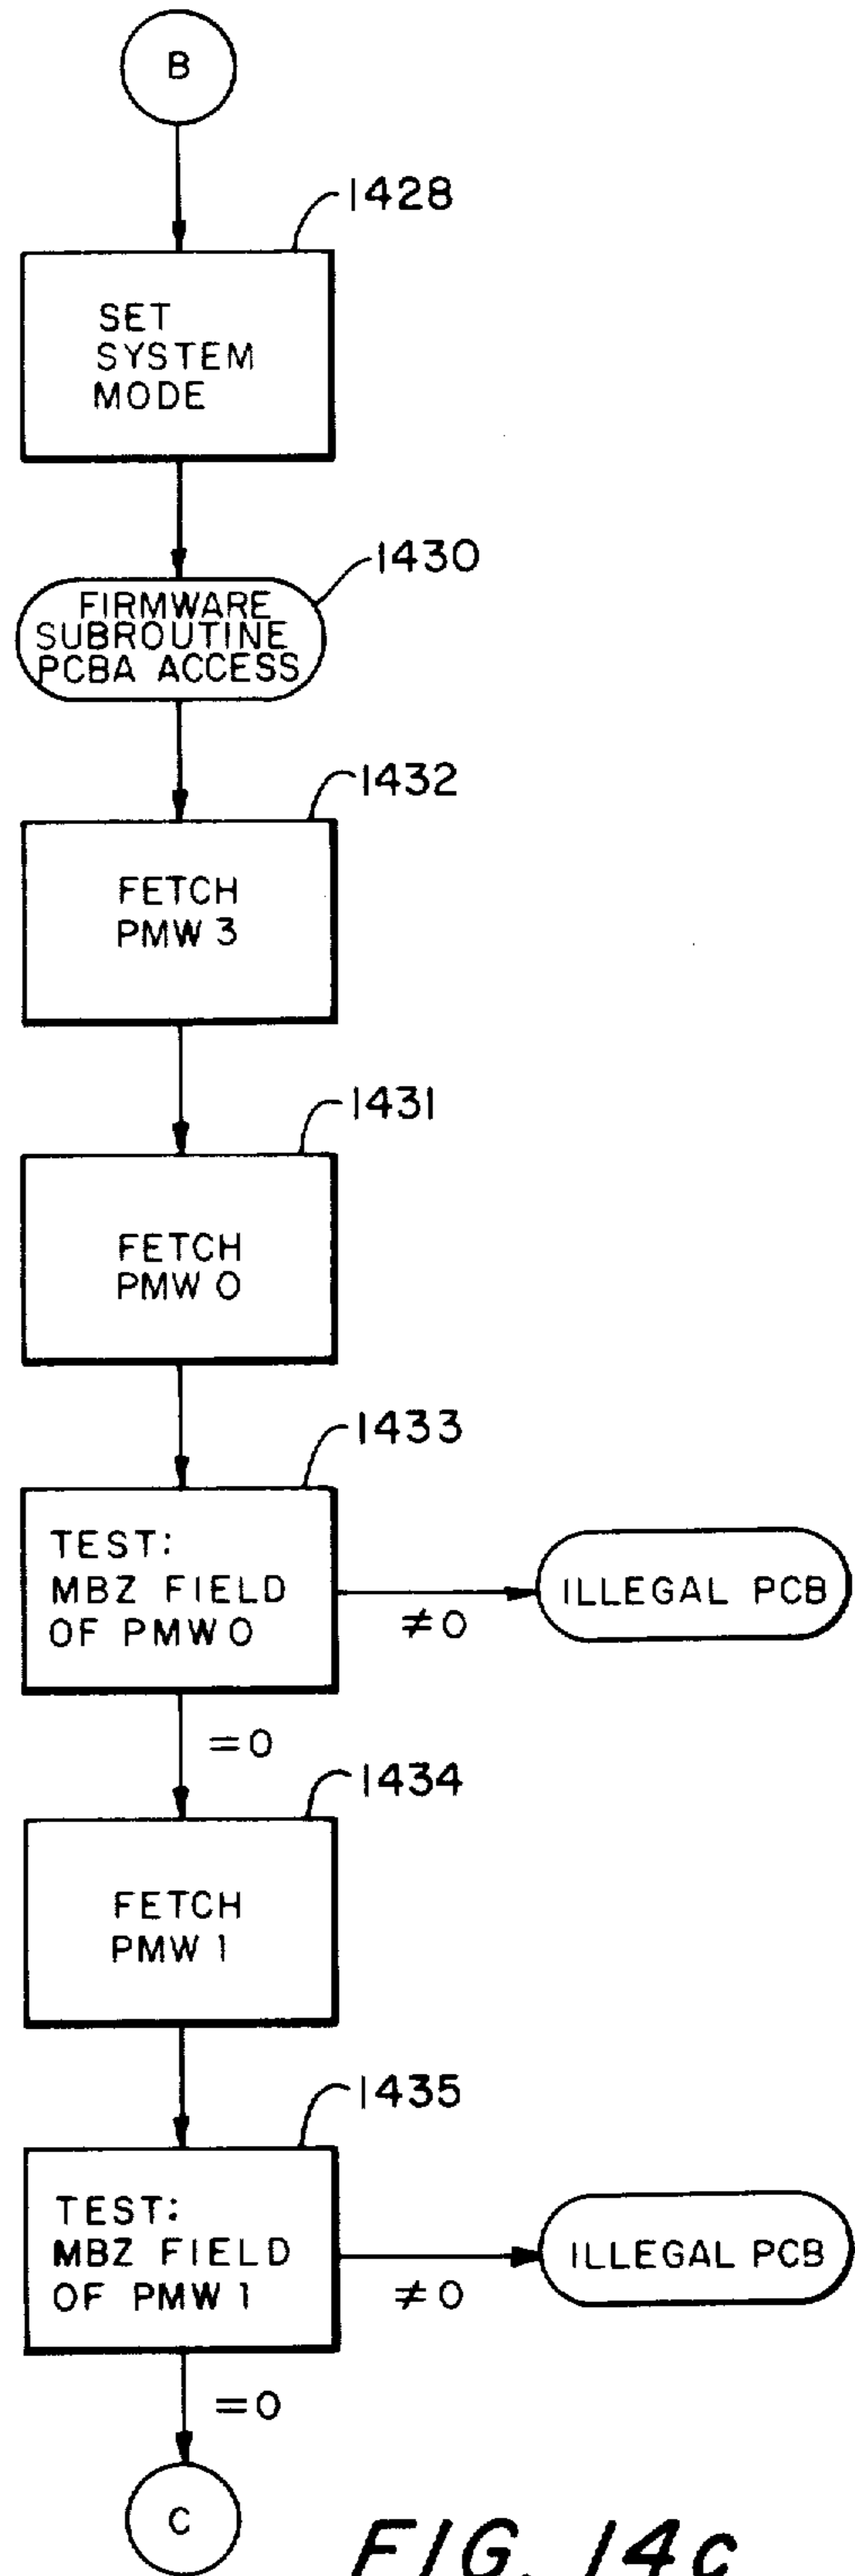 B
1428
SET
SYSTEM
MODE
1430
FIRMWARE
SUBROUTINE
PCBA ACCESS
1432
FETCH
PMW 3
1431
FETCH
PMW 0
1433
TEST:
MBZ FIELD
OF PMW 0
≠0
ILLEGAL PCB
=0
1434
FETCH
PMW 1
1435
TEST:
MBZ FIELD
OF PMW 1
≠0
ILLEGAL PCB
=0
C
FIG. 14c